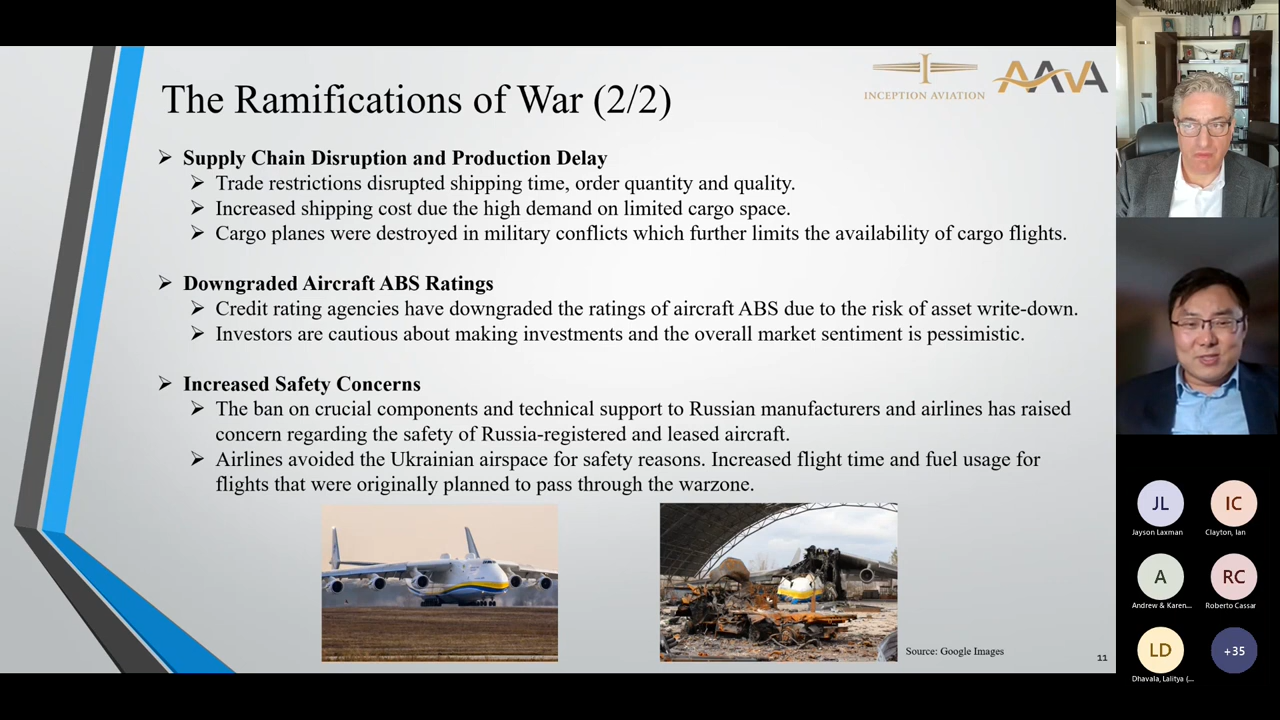 INCEPTION AVIATION
AAVA
The Ramifications of War (2/2)
➢ Supply Chain Disruption and Production Delay
➢ Trade restrictions disrupted shipping time, order quantity and quality.
➢ Increased shipping cost due the high demand on limited cargo space.
➢ Cargo planes were destroyed in military conflicts which further limits the availability of cargo flights.
➢ Downgraded Aircraft ABS Ratings
➢ Credit rating agencies have downgraded the ratings of aircraft ABS due to the risk of asset write-down.
➢ Investors are cautious about making investments and the overall market sentiment is pessimistic.
➢ Increased Safety Concerns
➢ The ban on crucial components and technical support to Russian manufacturers and airlines has raised
concern regarding the safety of Russia-registered and leased aircraft.
➢ Airlines avoided the Ukrainian airspace for safety reasons. Increased flight time and fuel usage for
flights that were originally planned to pass through the warzone.
Source: Google Images
11
JL
IC
Jayson Laxman
Clayton, Ian
A
RC
Andrew & Karen...
Roberto Cassar
LD
+35
Dhavala, Lalitya (...